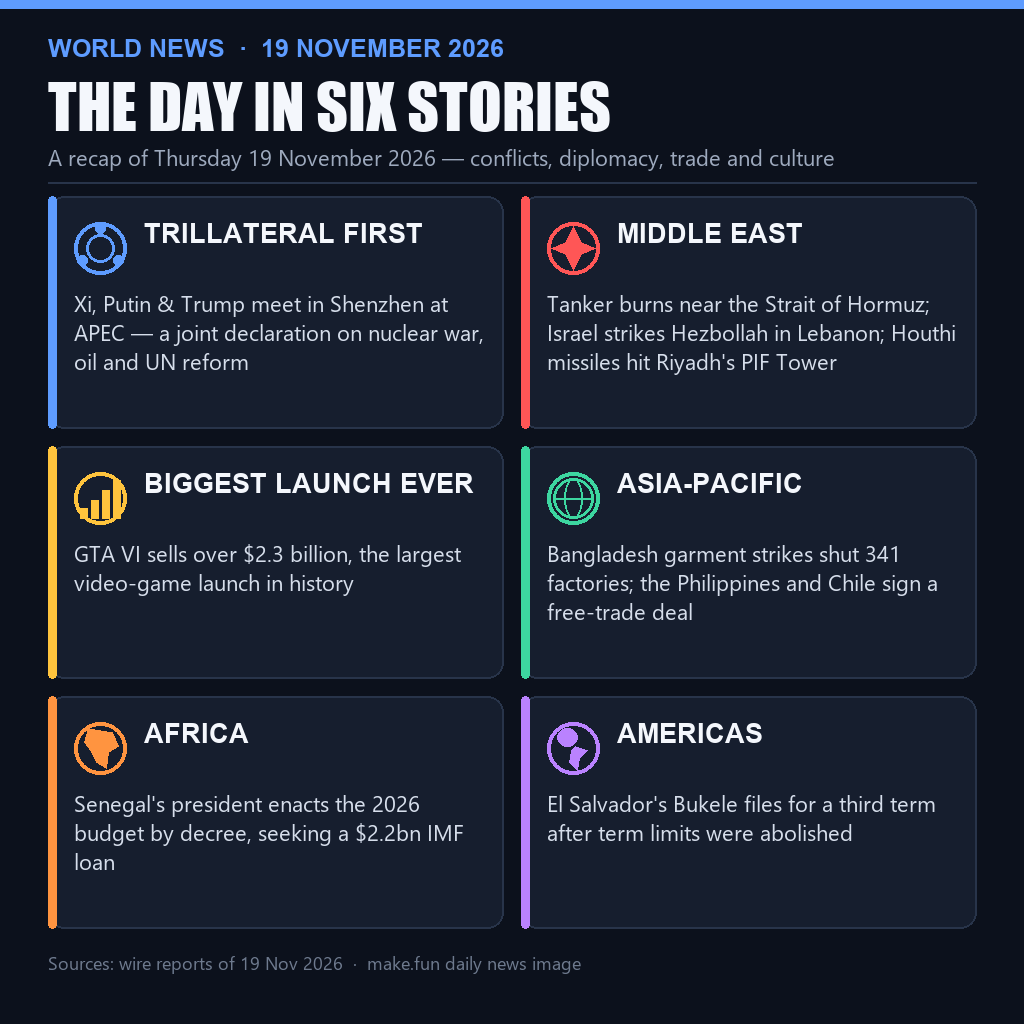 WORLD NEWS · 19 NOVEMBER 2026
THE DAY IN SIX STORIES
A recap of Thursday 19 November 2026 — conflicts, diplomacy, trade and culture
TRILLATERAL FIRST
Xi, Putin & Trump meet in Shenzhen at
APEC — a joint declaration on nuclear war,
oil and UN reform
MIDDLE EAST
Tanker burns near the Strait of Hormuz;
Israel strikes Hezbollah in Lebanon; Houthi
missiles hit Riyadh's PIF Tower
BIGGEST LAUNCH EVER
GTA VI sells over $2.3 billion, the largest
video-game launch in history
ASIA-PACIFIC
Bangladesh garment strikes shut 341
factories; the Philippines and Chile sign a
free-trade deal
AFRICA
Senegal's president enacts the 2026
budget by decree, seeking a $2.2bn IMF
loan
AMERICAS
El Salvador's Bukele files for a third term
after term limits were abolished
Sources: wire reports of 19 Nov 2026 · make.fun daily news image